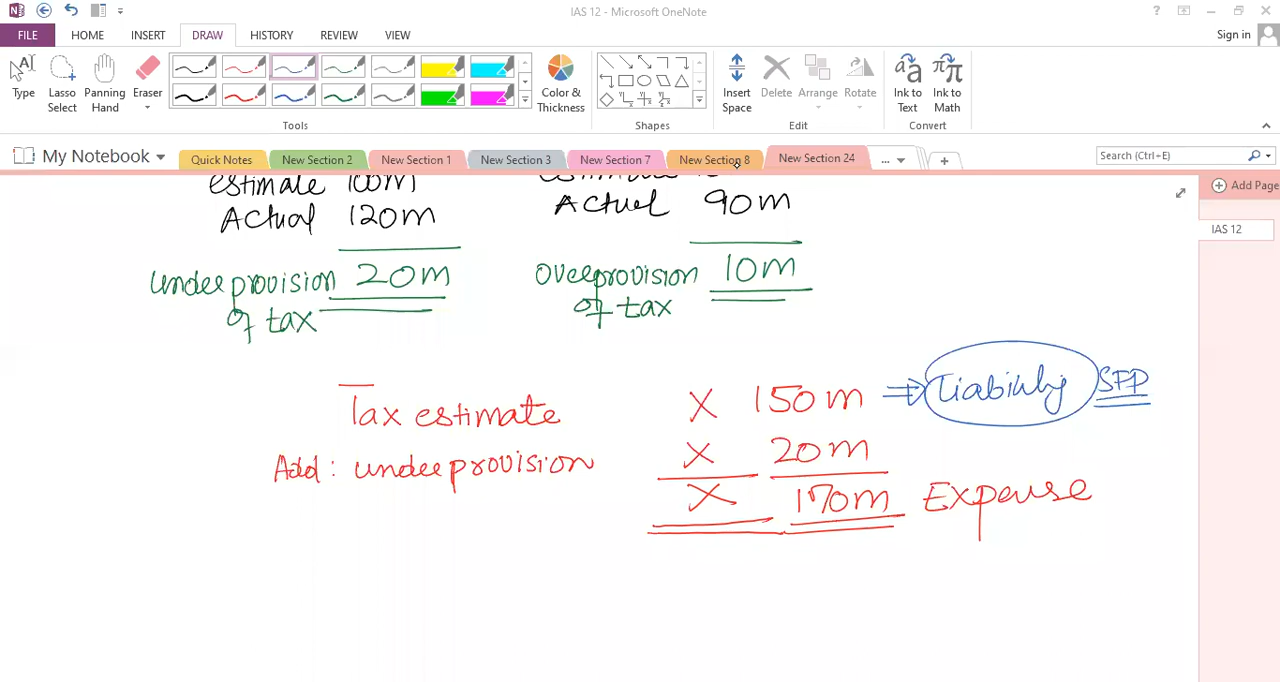 IAS 12 - Microsoft OneNote
Sign in
FILE HOME INSERT DRAW HISTORY REVIEW VIEW
Type Lasso Select Panning Hand Eraser
Color & Thickness
Insert Space Delete Arrange Rotate
Ink to Text Ink to Math
Tools Shapes Edit Convert
My Notebook Quick Notes New Section 2 New Section 1 New Section 3 New Section 7 New Section 8 New Section 24 ...
Search (Ctrl+E)
Add Page
IAS 12
estimate 100m
Actual 120m
Actual 90m
underprovision 20m
of tax
Overprovision 10m
of tax
Tax estimate X 150m ⇒ Liability SFP
Add: underprovision X 20m
X 170m Expense